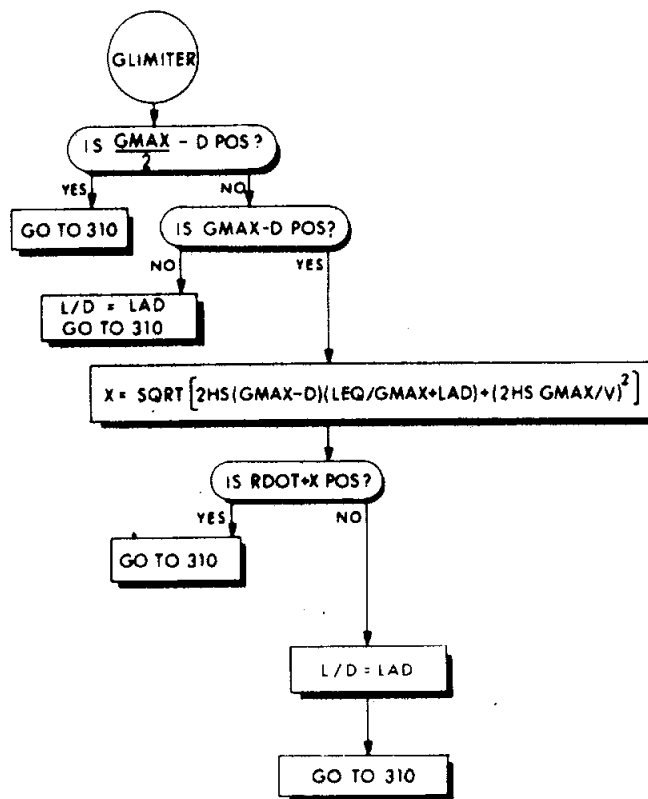 GLIMITER
IS GMAX/2 - D POS?
YES
NO
GO TO 310
IS GMAX-D POS?
NO
YES
L/D = LAD
GO TO 310
X = SQRT [2HS(GMAX-D)(LEQ/GMAX+LAD)+(2HS GMAX/V)²]
IS RDOT+X POS?
YES
NO
GO TO 310
L/D = LAD
GO TO 310